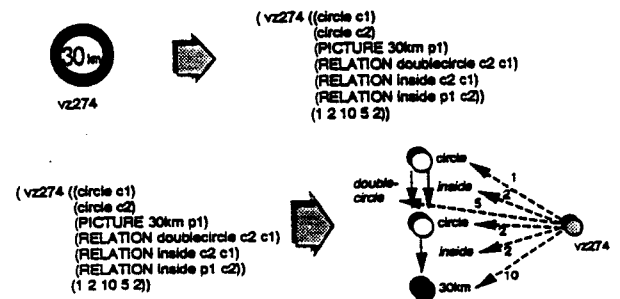 ( vz274 ((circle c1)
(circle c2)
(PICTURE 30km p1)
(RELATION doublecircle c2 c1)
(RELATION inside c2 c1)
(RELATION inside p1 c2))
(1 2 10 5 2))
30 km
vz274
( vz274 ((circle c1)
(circle c2)
(PICTURE 30km p1)
(RELATION doublecircle c2 c1)
(RELATION inside c2 c1)
(RELATION inside p1 c2))
(1 2 10 5 2))
circle
1
double-
circle
inside
2
5
circle
2
vz274
inside
2
30km
10